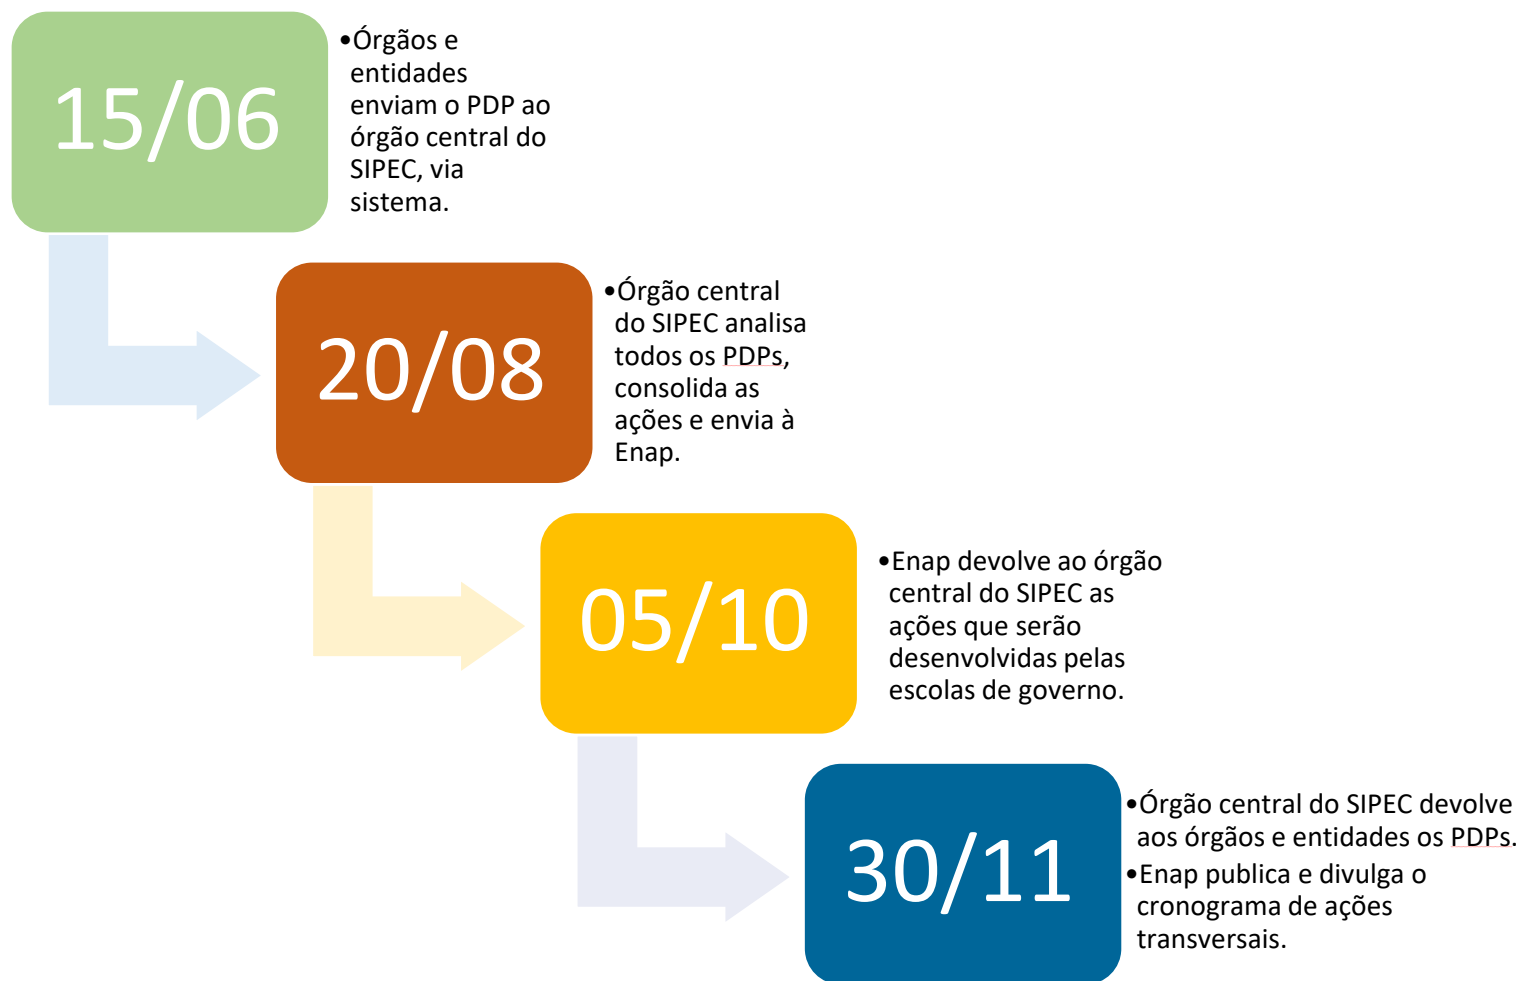 15/06
•Órgãos e
entidades
enviam o PDP ao
órgão central do
SIPEC, via
sistema.
20/08
•Órgão central
do SIPEC analisa
todos os PDPs,
consolida as
ações e envia à
Enap.
05/10
•Enap devolve ao órgão
central do SIPEC as
ações que serão
desenvolvidas pelas
escolas de governo.
30/11
•Órgão central do SIPEC devolve
aos órgãos e entidades os PDPs.
•Enap publica e divulga o
cronograma de ações
transversais.